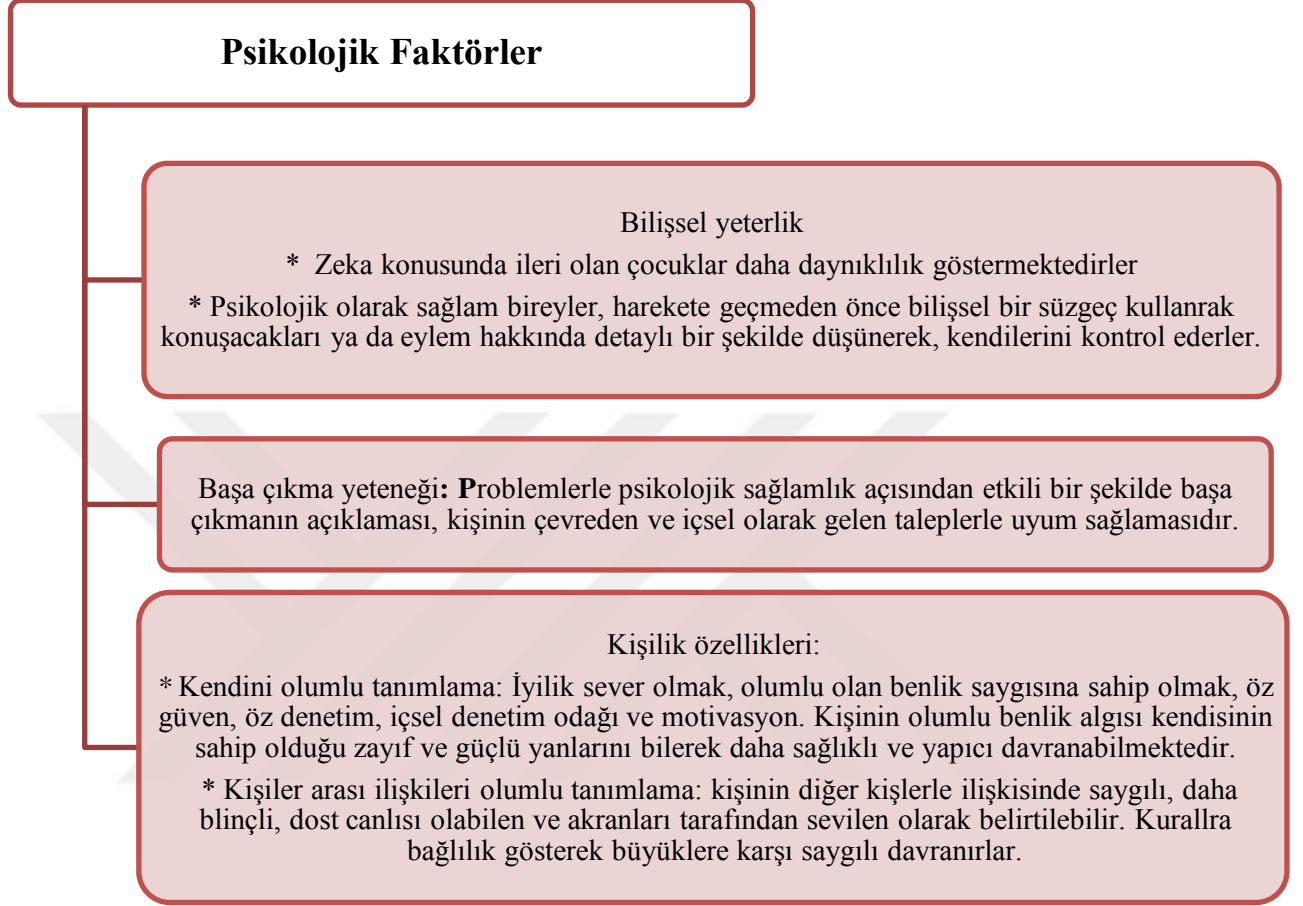 Psikolojik Faktörler
Bilişsel yeterlik
* Zeka konusunda ileri olan çocuklar daha daynıklılık göstermektedirler
* Psikolojik olarak sağlam bireyler, harekete geçmeden önce bilişsel bir süzgeç kullanrak
konuşacakları ya da eylem hakkında detaylı bir şekilde düşünerek, kendilerini kontrol ederler.
Başa çıkma yeteneği: Problemlerle psikolojik sağlamlık açısından etkili bir şekilde başa
çıkmanın açıklaması, kişinin çevreden ve içsel olarak gelen taleplerle uyum sağlamasıdır.
Kişilik özellikleri:
* Kendini olumlu tanımlama: İyilik sever olmak, olumlu olan benlik saygısına sahip olmak, öz
güven, öz denetim, içsel denetim odağı ve motivasyon. Kişinin olumlu benlik algısı kendisinin
sahip olduğu zayıf ve güçlü yanlarını bilerek daha sağlıklı ve yapıcı davranabilmektedir.
* Kişiler arası ilişkileri olumlu tanımlama: kişinin diğer kişlerle ilişkisinde saygılı, daha
blinçli, dost canlısı olabilen ve akranları tarafından sevilen olarak belirtilebilir. Kurallra
bağlılık gösterek büyüklere karşı saygılı davranırlar.